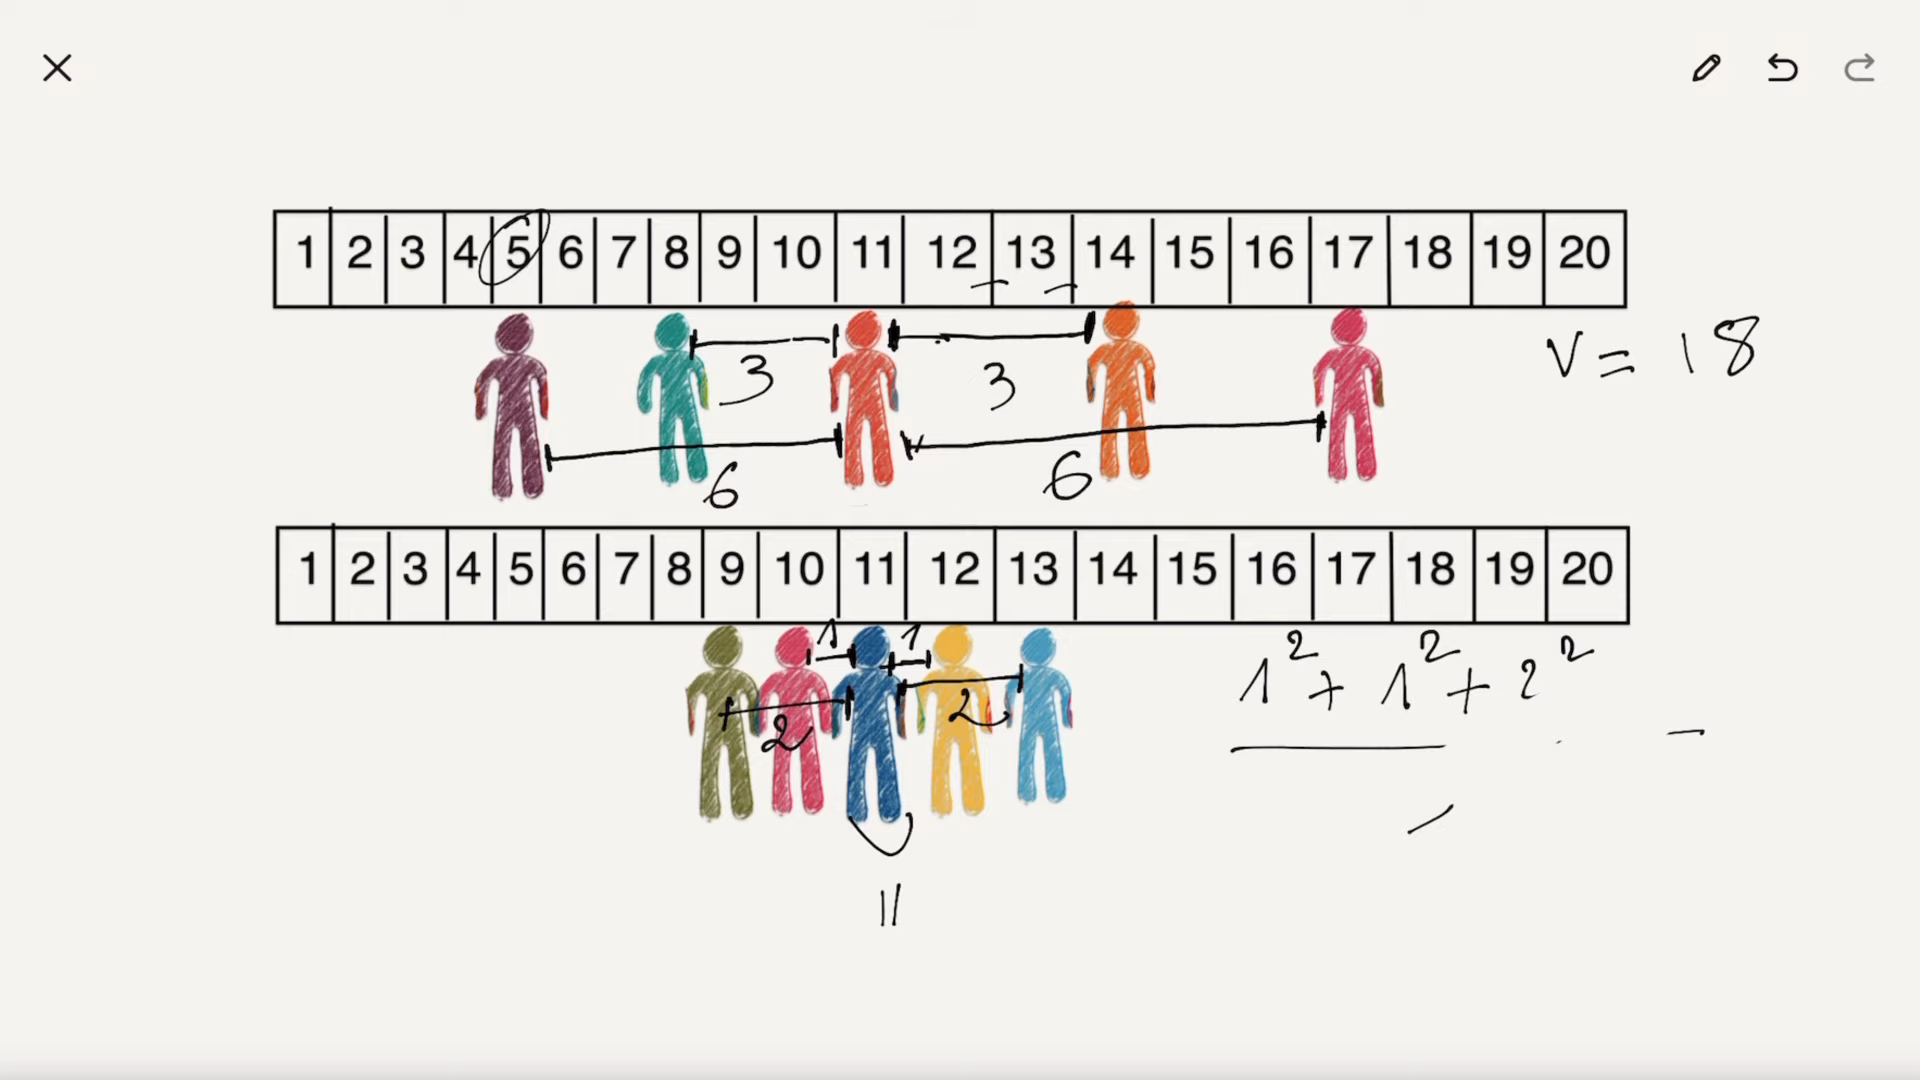 1 2 3 4 5 6 7 8 9 10 11 12 13 14 15 16 17 18 19 20
3 3 V = 18
6 6
1 2 3 4 5 6 7 8 9 10 11 12 13 14 15 16 17 18 19 20
1 1 1² + 1² + 2²
2 2
11